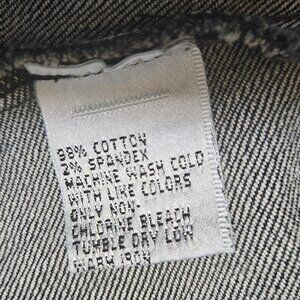 98% COTTON
2% SPANDEX
MACHINE WASH COLD
WITH LIKE COLORS
ONLY NON-
CHLORINE BLEACH
TUMBLE DRY LOW
WARM IRON